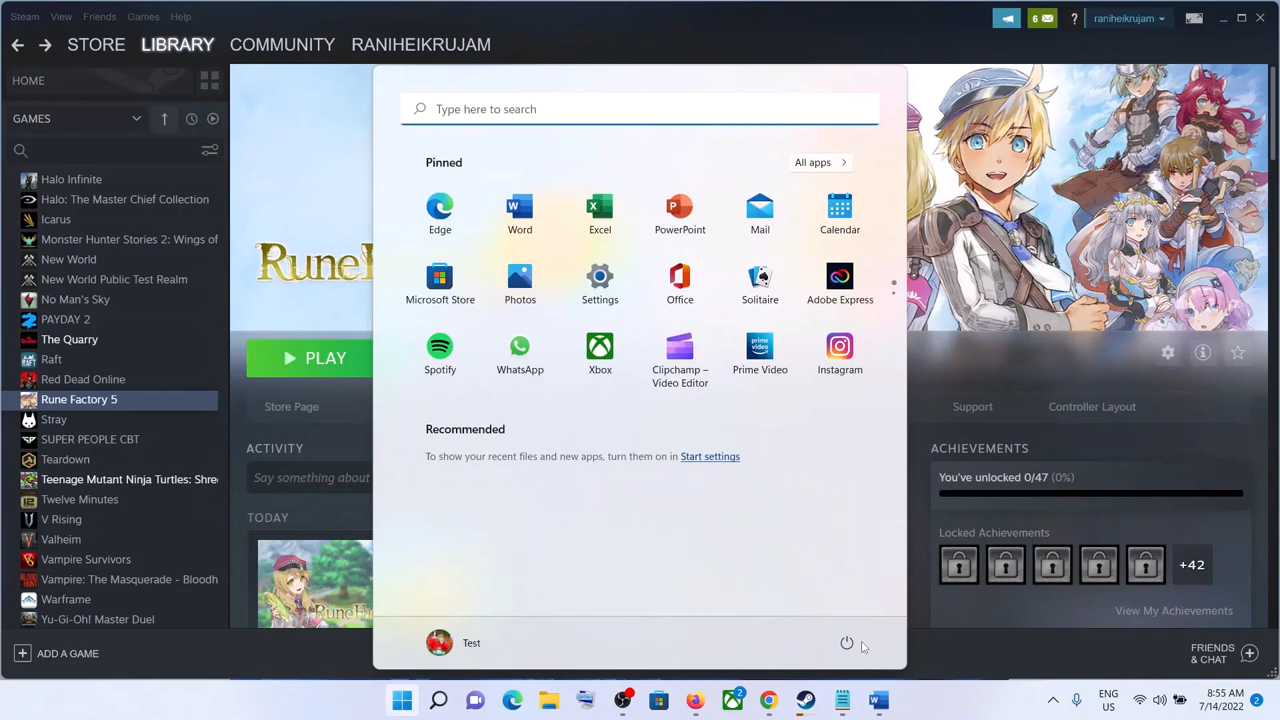 Steam View Friends Games Help
6
?
raniheikrujam
STORE LIBRARY COMMUNITY RANIHEIKRUJAM
HOME
GAMES
Halo Infinite
Halo: The Master Chief Collection
Icarus
Monster Hunter Stories 2: Wings of
New World
New World Public Test Realm
No Man's Sky
PAYDAY 2
The Quarry
Raft
Red Dead Online
Rune Factory 5
Stray
SUPER PEOPLE CBT
Teardown
Teenage Mutant Ninja Turtles: Shre
Twelve Minutes
V Rising
Valheim
Vampire Survivors
Vampire: The Masquerade - Bloodh
Warframe
Yu-Gi-Oh! Master Duel
ADD A GAME
PLAY
Store Page
ACTIVITY
Say something about
TODAY
Type here to search
Pinned
All apps
Edge Word Excel PowerPoint Mail Calendar
Microsoft Store Photos Settings Office Solitaire Adobe Express
prime video
Spotify WhatsApp Xbox Clipchamp – Prime Video Instagram
Video Editor
Recommended
To show your recent files and new apps, turn them on in Start settings
Test
Support Controller Layout
ACHIEVEMENTS
You've unlocked 0/47 (0%)
Locked Achievements
+42
View My Achievements
FRIENDS
& CHAT
2
ENG
US
8:55 AM
7/14/2022
2